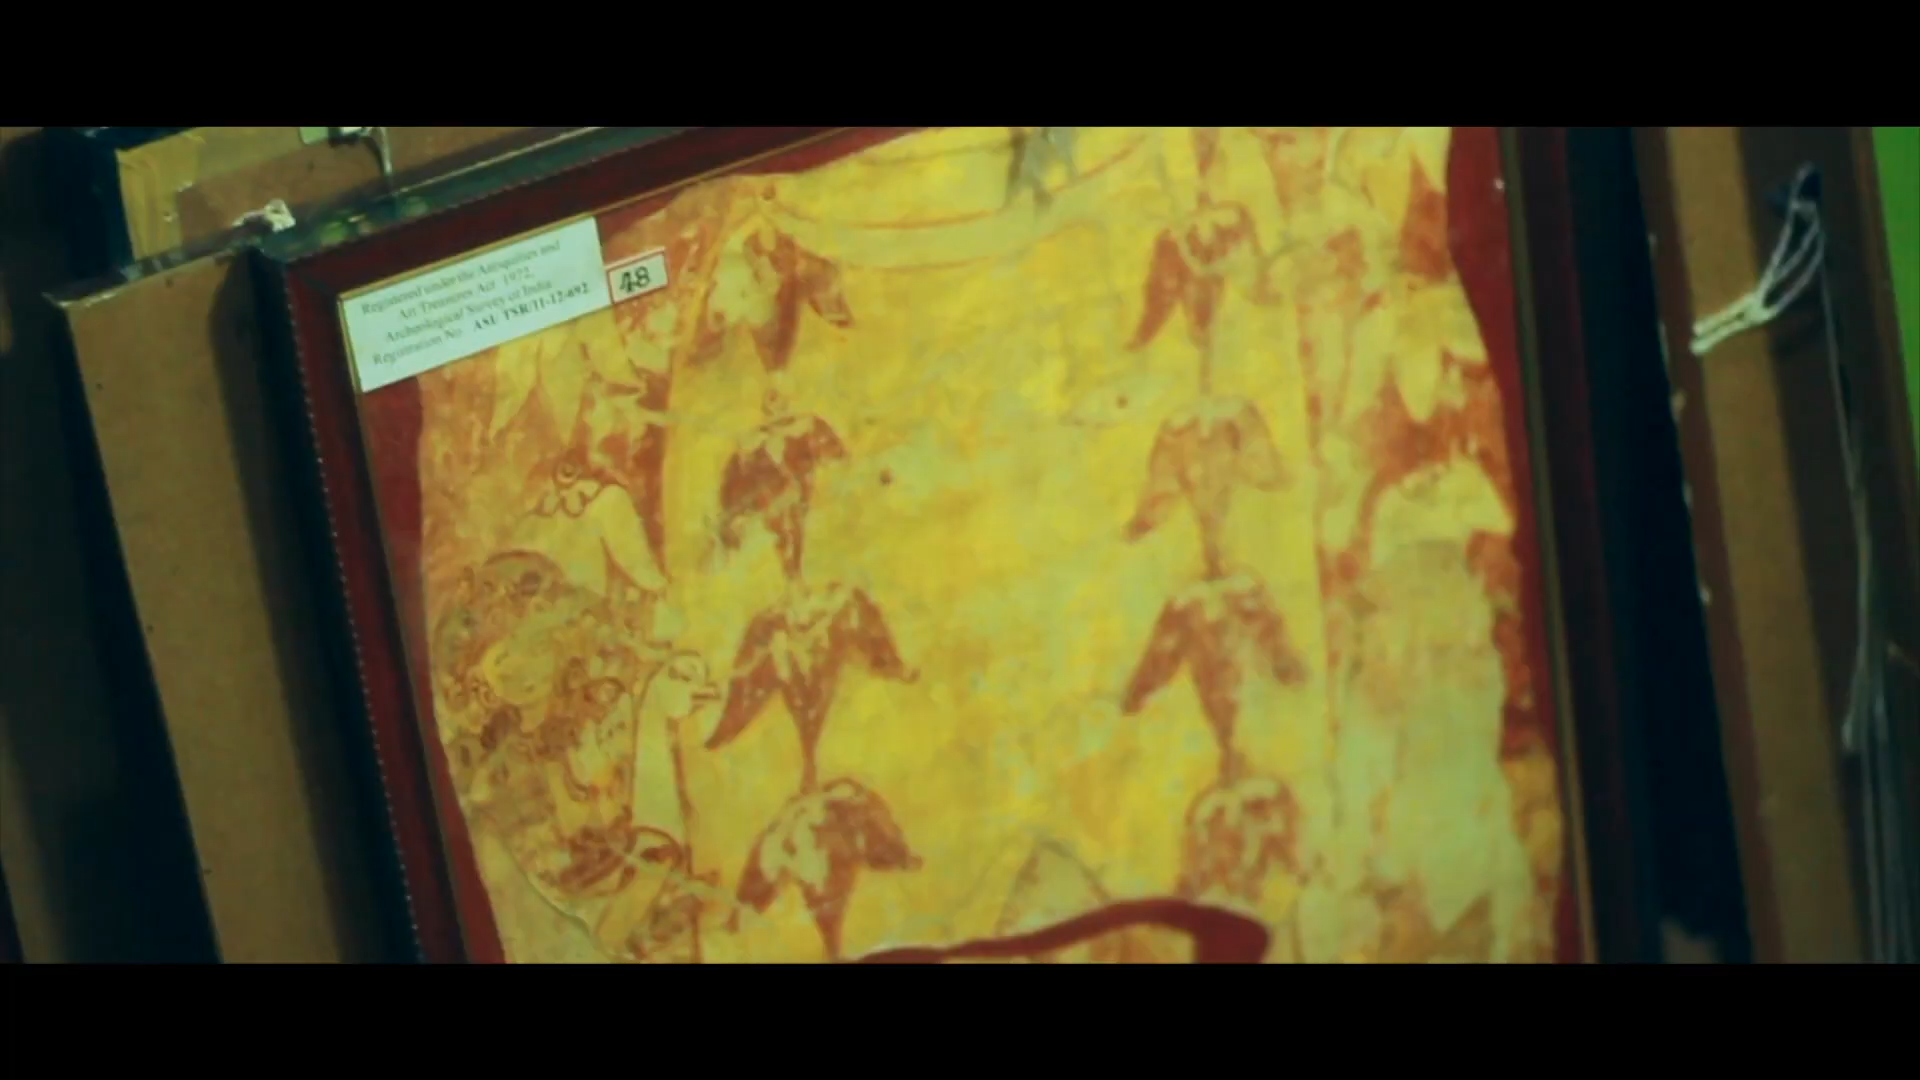 Registered under the Antiquities and
Art Treasures Act 1972,
Archeological Survey of India
Registration No ASI/TSR/11-12-692
48